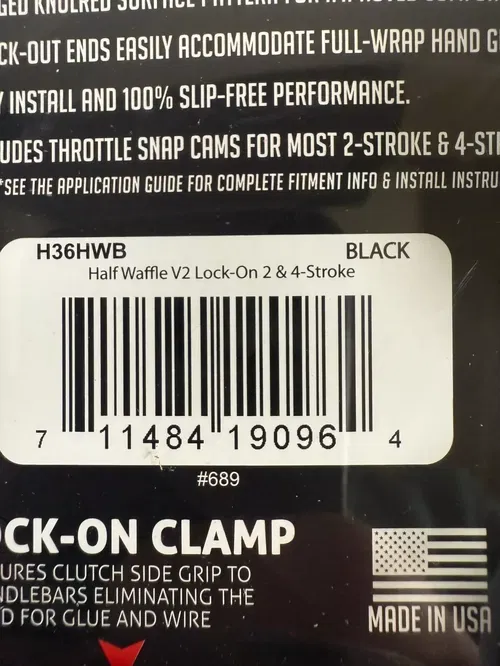 GED KNULRED SURFACE PATTERN FOR IMPROVED
CK-OUT ENDS EASILY ACCOMMODATE FULL-WRAP HAND G
Y INSTALL AND 100% SLIP-FREE PERFORMANCE.
UDES THROTTLE SNAP CAMS FOR MOST 2-STROKE & 4-ST
*SEE THE APPLICATION GUIDE FOR COMPLETE FITMENT INFO & INSTALL INSTRU
H36HWB BLACK
Half Waffle V2 Lock-On 2 & 4-Stroke
7 11484 19096 4
#689
OCK-ON CLAMP
URES CLUTCH SIDE GRIP TO
NDLEBARS ELIMINATING THE
D FOR GLUE AND WIRE
MADE IN USA